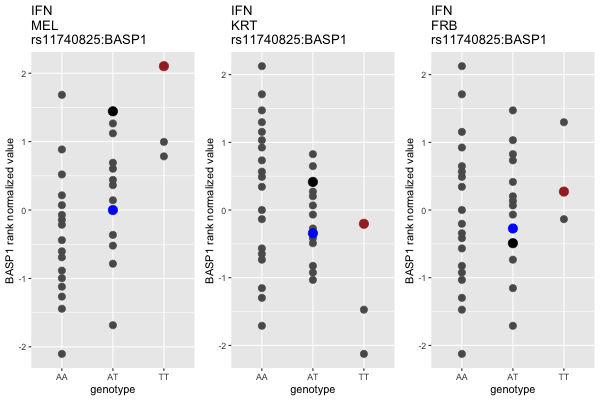 IFN
MEL
rs11740825:BASP1
BASP1 rank normalized value
2
1
0
-1
-2
AA AT TT
genotype
IFN
KRT
rs11740825:BASP1
BASP1 rank normalized value
2
1
0
-1
-2
AA AT TT
genotype
IFN
FRB
rs11740825:BASP1
BASP1 rank normalized value
2
1
0
-1
-2
AA AT TT
genotype